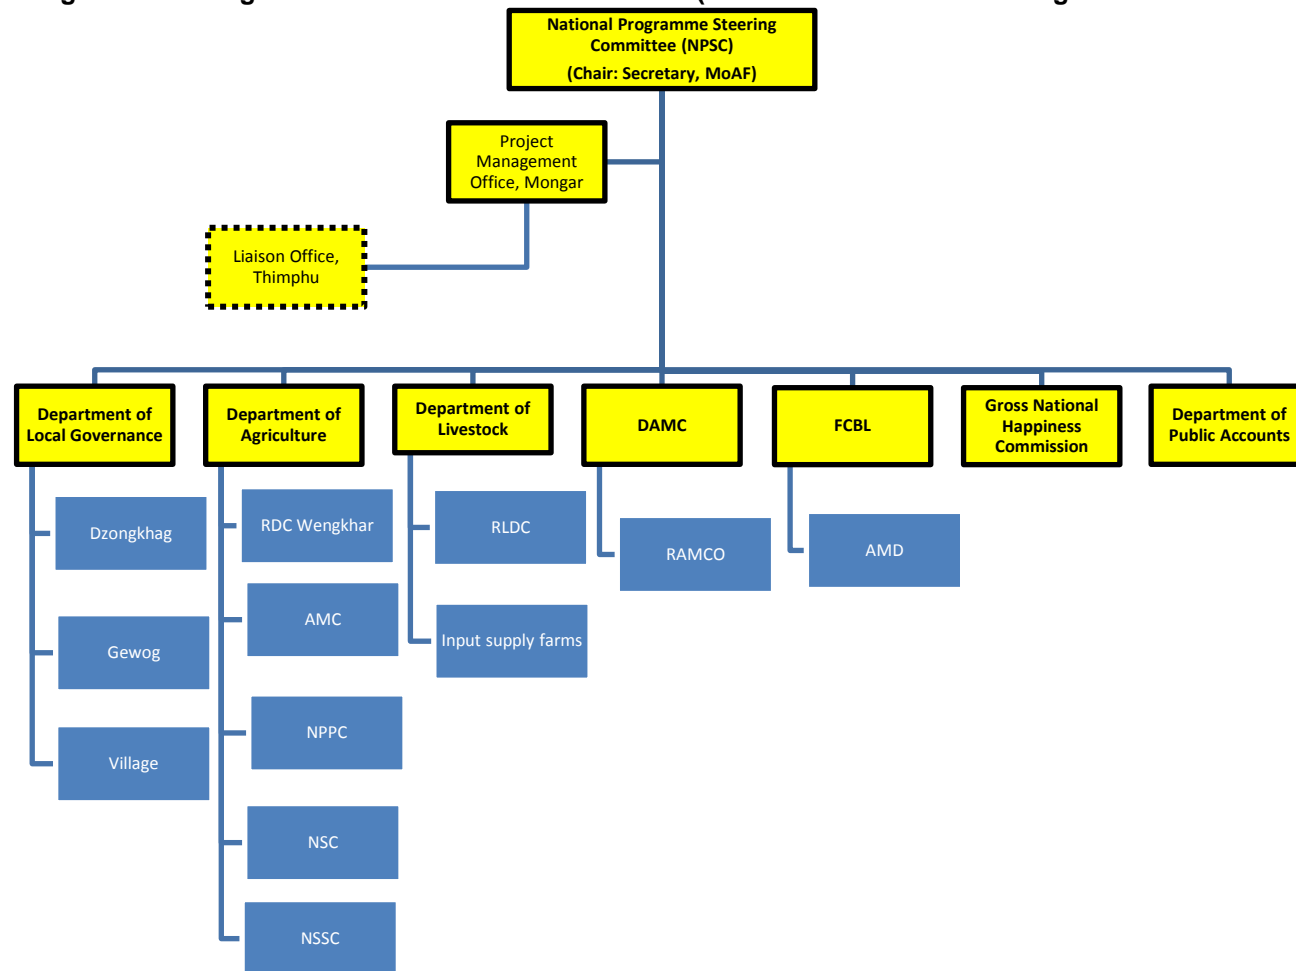 National Programme Steering
Committee (NPSC)
(Chair: Secretary, MoAF)
Project
Management
Office, Mongar
Liaison Office,
Thimphu
Department of
Local Governance
Department of
Agriculture
Department of
Livestock
DAMC
FCBL
Gross National
Happiness
Commission
Department of
Public Accounts
Dzongkhag
Gewog
Village
RDC Wengkhar
AMC
NPPC
NSC
NSSC
RLDC
Input supply farms
RAMCO
AMD